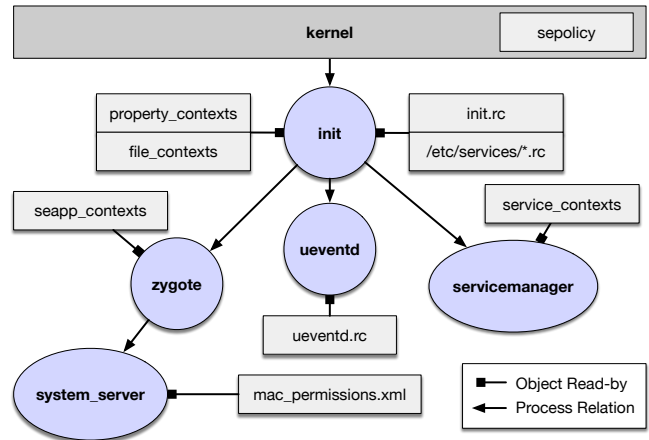 kernel
sepolicy
property_contexts
file_contexts
init
init.rc
/etc/services/*.rc
seapp_contexts
service_contexts
zygote
ueventd
servicemanager
ueventd.rc
system_server
mac_permissions.xml
Object Read-by
Process Relation